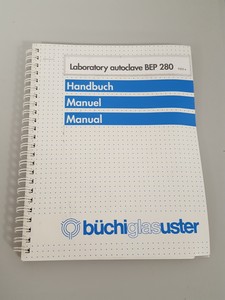 Laboratory autoclave BEP 280
Handbuch
Manuel
Manual
büchiglasuster